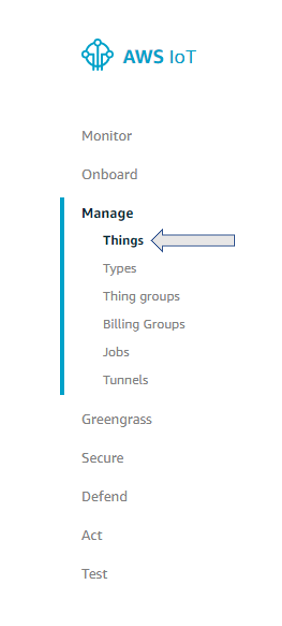 AWS IoT
Monitor
Onboard
Manage
Things
Types
Thing groups
Billing Groups
Jobs
Tunnels
Greengrass
Secure
Defend
Act
Test